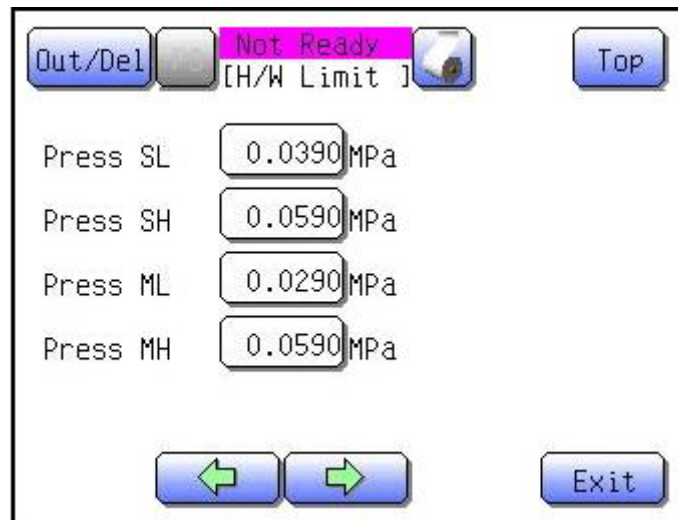 Out/Del
Not Ready
[H/W Limit ]
Top
Press SL 0.0390 MPa
Press SH 0.0590 MPa
Press ML 0.0290 MPa
Press MH 0.0590 MPa
Exit